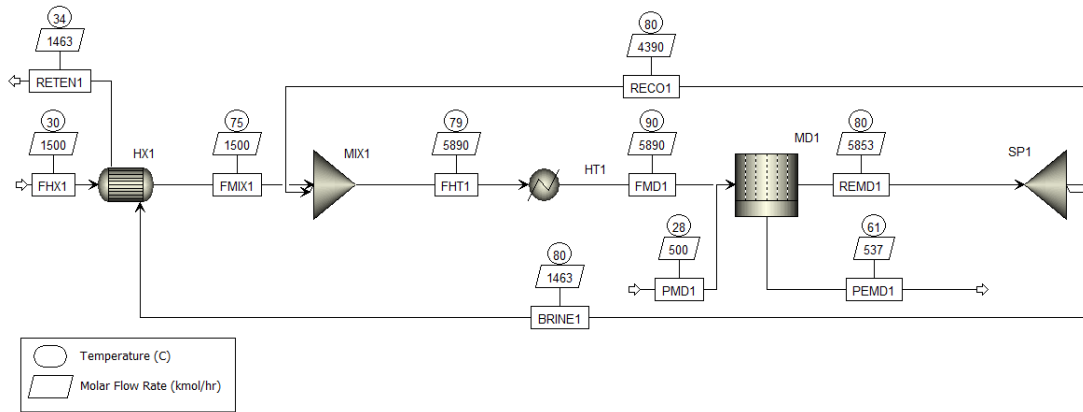 34
1463
RETEN1
80
4390
RECO1
30
1500
FHX1
HX1
75
1500
FMIX1
MIX1
79
5890
FHT1
HT1
90
5890
FMD1
MD1
80
5853
REMD1
SP1
28
500
PMD1
61
537
PEMD1
80
1463
BRINE1
Temperature (C)
Molar Flow Rate (kmol/hr)